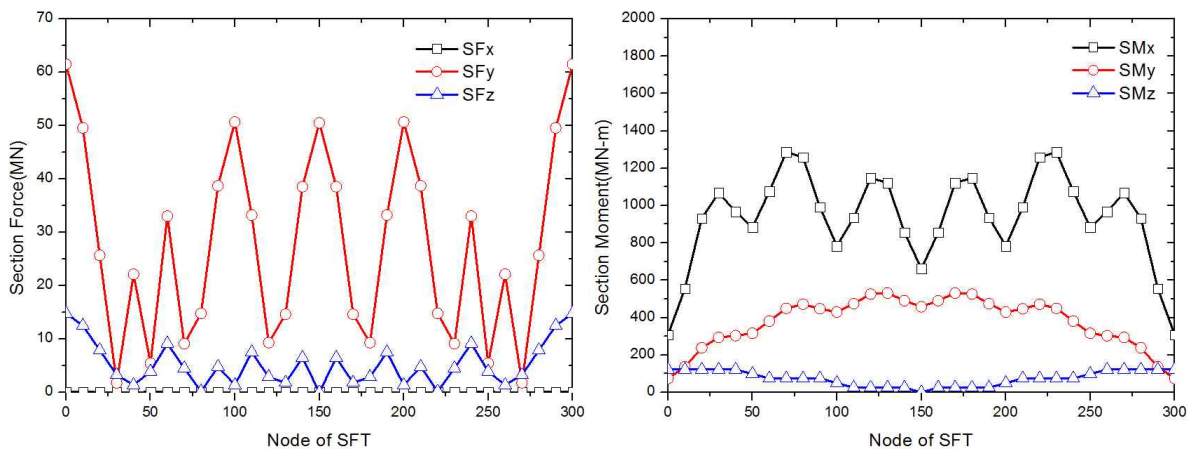 70
60
50
40
30
20
10
0
Section Force(MN)
SFx
SFy
SFz
0 50 100 150 200 250 300
Node of SFT
2000
1800
1600
1400
1200
1000
800
600
400
200
0
Section Moment(MN-m)
SMx
SMy
SMz
0 50 100 150 200 250 300
Node of SFT